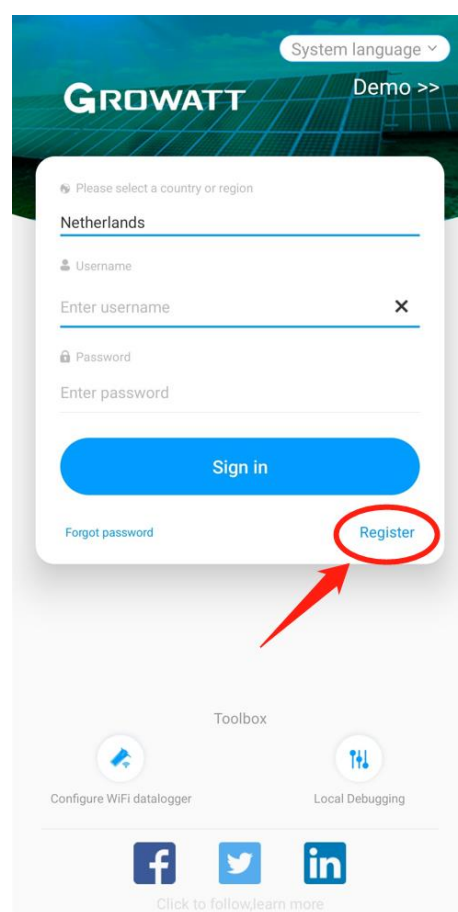 System language
GROWATT
Demo >>
Please select a country or region
Netherlands
Username
Enter username
Password
Enter password
Sign in
Forgot password
Register
Toolbox
Configure WiFi datalogger
Local Debugging
f
in
Click to follow,learn more